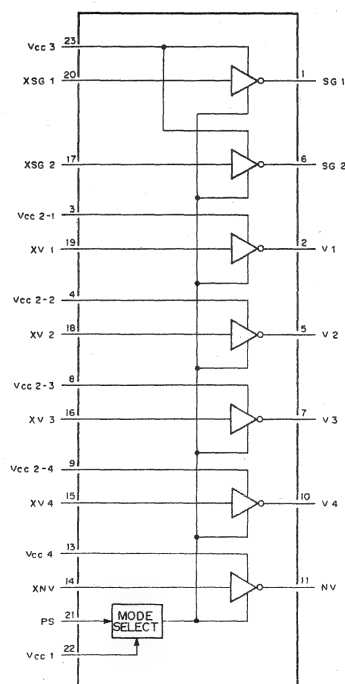 Vcc 3 23
XSG 1 20 1 SG 1
XSG 2 17 6 SG 2
Vcc 2-1 3
XV 1 19 2 V 1
Vcc 2-2 4
XV 2 18 5 V 2
Vcc 2-3 8
XV 3 16 7 V 3
Vcc 2-4 9
XV 4 15 10 V 4
Vcc 4 13
XNV 14 11 NV
PS 21 MODE
SELECT
Vcc 1 22